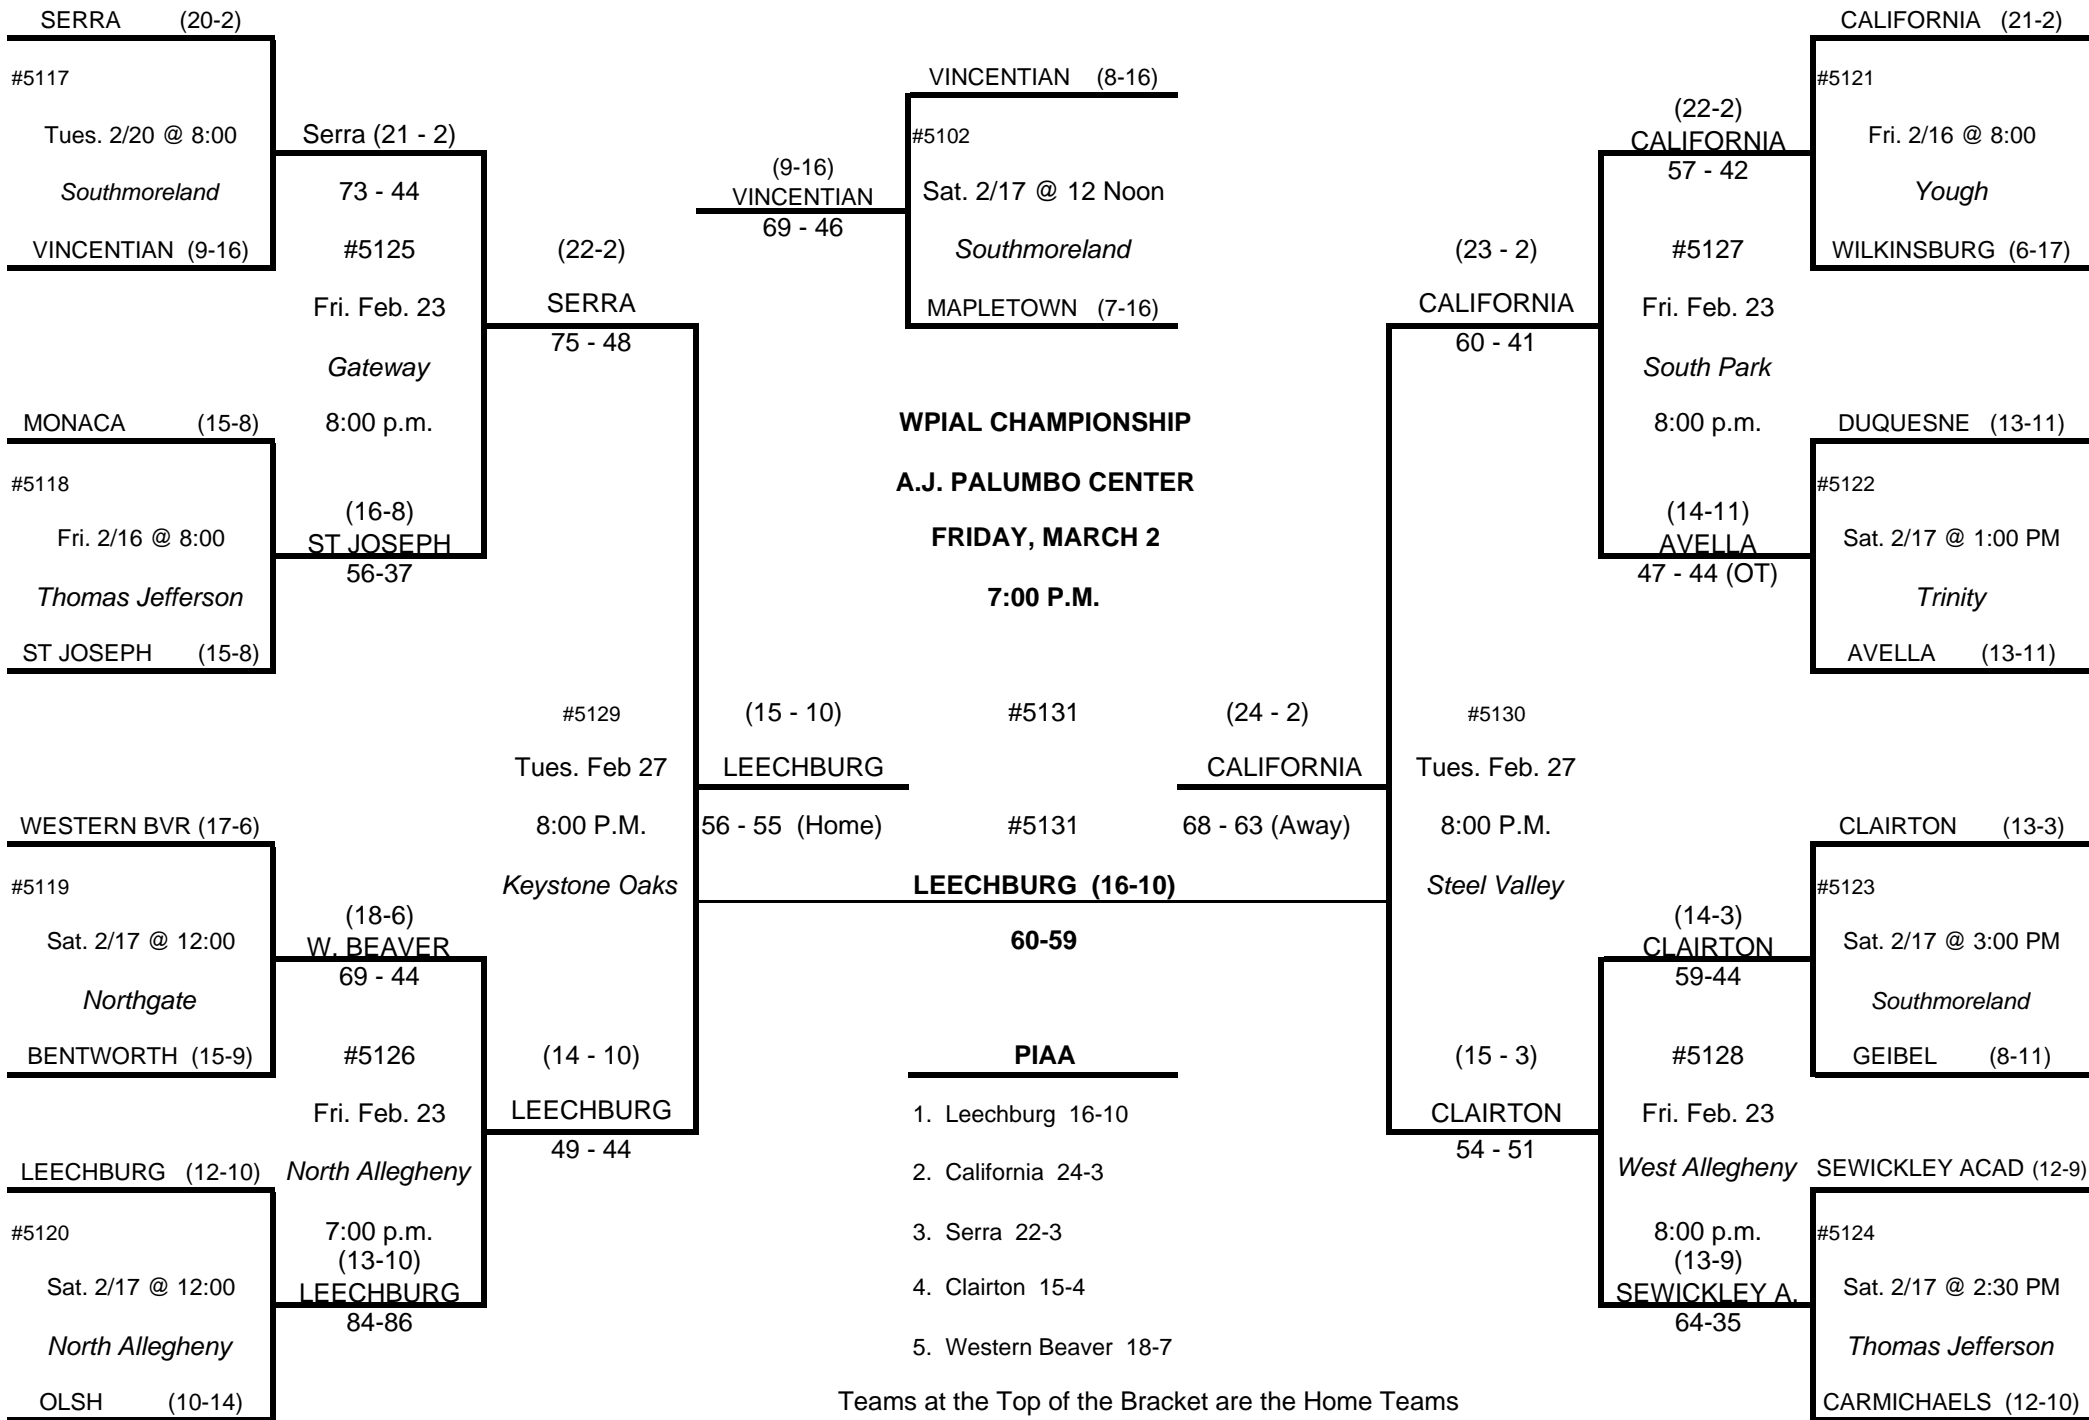 SERRA (20-2)
#5117
Tues. 2/20 @ 8:00
Southmoreland
VINCENTIAN (9-16)
MONACA (15-8)
#5118
Fri. 2/16 @ 8:00
Thomas Jefferson
ST JOSEPH (15-8)
WESTERN BVR (17-6)
#5119
Sat. 2/17 @ 12:00
Northgate
BENTWORTH (15-9)
LEECHBURG (12-10)
#5120
Sat. 2/17 @ 12:00
North Allegheny
OLSH (10-14)
Serra (21 - 2)
73 - 44
#5125
Fri. Feb. 23
Gateway
8:00 p.m.
(16-8)
ST JOSEPH
56-37
(18-6)
W. BEAVER
69 - 44
#5126
Fri. Feb. 23
North Allegheny
7:00 p.m.
(13-10)
LEECHBURG
84-86
(22-2)
SERRA
75 - 48
#5129
Tues. Feb 27
8:00 P.M.
Keystone Oaks
(14 - 10)
LEECHBURG
49 - 44
(9-16)
VINCENTIAN
69 - 46
(15 - 10)
LEECHBURG
56 - 55 (Home)
VINCENTIAN (8-16)
#5102
Sat. 2/17 @ 12 Noon
Southmoreland
MAPLETOWN (7-16)
WPIAL CHAMPIONSHIP
A.J. PALUMBO CENTER
FRIDAY, MARCH 2
7:00 P.M.
#5131
#5131
LEECHBURG (16-10)
60-59
PIAA
1. Leechburg 16-10
2. California 24-3
3. Serra 22-3
4. Clairton 15-4
5. Western Beaver 18-7
Teams at the Top of the Bracket are the Home Teams
(24 - 2)
CALIFORNIA
68 - 63 (Away)
(23 - 2)
CALIFORNIA
60 - 41
#5130
Tues. Feb. 27
8:00 P.M.
Steel Valley
(15 - 3)
CLAIRTON
54 - 51
(22-2)
CALIFORNIA
57 - 42
#5127
Fri. Feb. 23
South Park
8:00 p.m.
(14-11)
AVELLA
47 - 44 (OT)
(14-3)
CLAIRTON
59-44
#5128
Fri. Feb. 23
West Allegheny
8:00 p.m.
(13-9)
SEWICKLEY A.
64-35
CALIFORNIA (21-2)
#5121
Fri. 2/16 @ 8:00
Yough
WILKINSBURG (6-17)
DUQUESNE (13-11)
#5122
Sat. 2/17 @ 1:00 PM
Trinity
AVELLA (13-11)
CLAIRTON (13-3)
#5123
Sat. 2/17 @ 3:00 PM
Southmoreland
GEIBEL (8-11)
SEWICKLEY ACAD (12-9)
#5124
Sat. 2/17 @ 2:30 PM
Thomas Jefferson
CARMICHAELS (12-10)